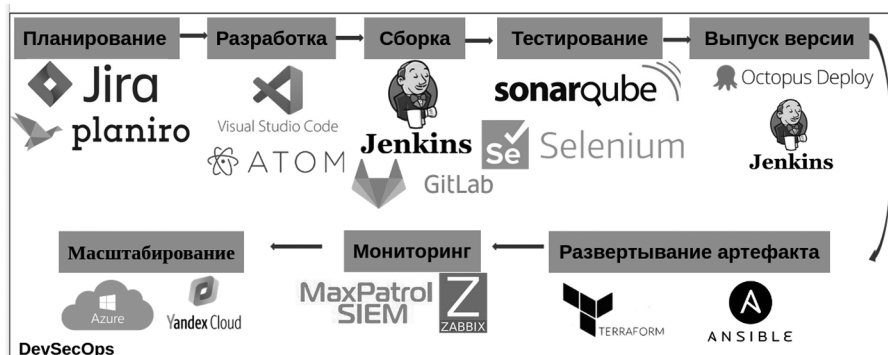 Планирование
Разработка
Сборка
Тестирование
Выпуск версии
Jira
planiro
Visual Studio Code
ATOM
Jenkins
GitLab
sonarqube
Se Selenium
Octopus Deploy
Jenkins
Масштабирование
Мониторинг
Развертывание артефакта
Azure
Yandex Cloud
MaxPatrol
SIEM
Z
ZABBIX
TERRAFORM
A
ANSIBLE
DevSecOps